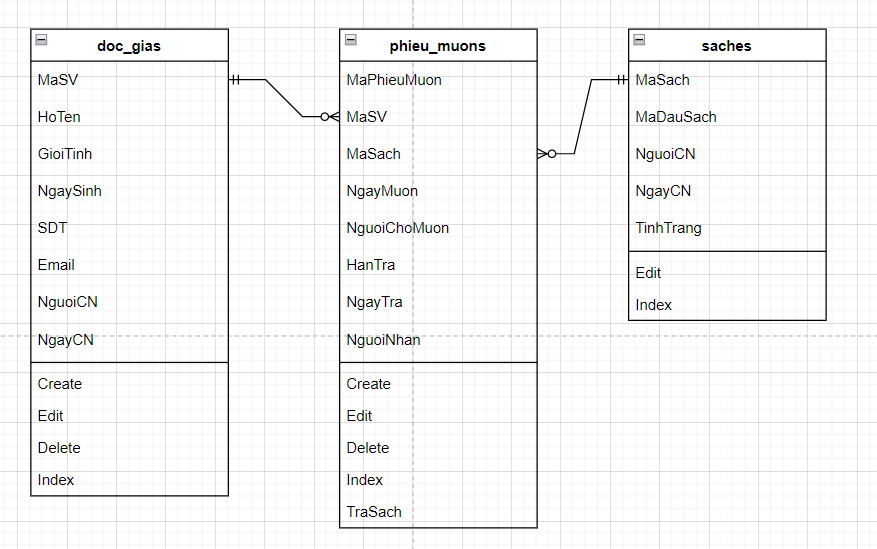 doc_gias
MaSV
HoTen
GioiTinh
NgaySinh
SDT
Email
NguoiCN
NgayCN
Create
Edit
Delete
Index
phieu_muons
MaPhieuMuon
MaSV
MaSach
NgayMuon
NguoiChoMuon
HanTra
NgayTra
NguoiNhan
Create
Edit
Delete
Index
TraSach
saches
MaSach
MaDauSach
NguoiCN
NgayCN
TinhTrang
Edit
Index